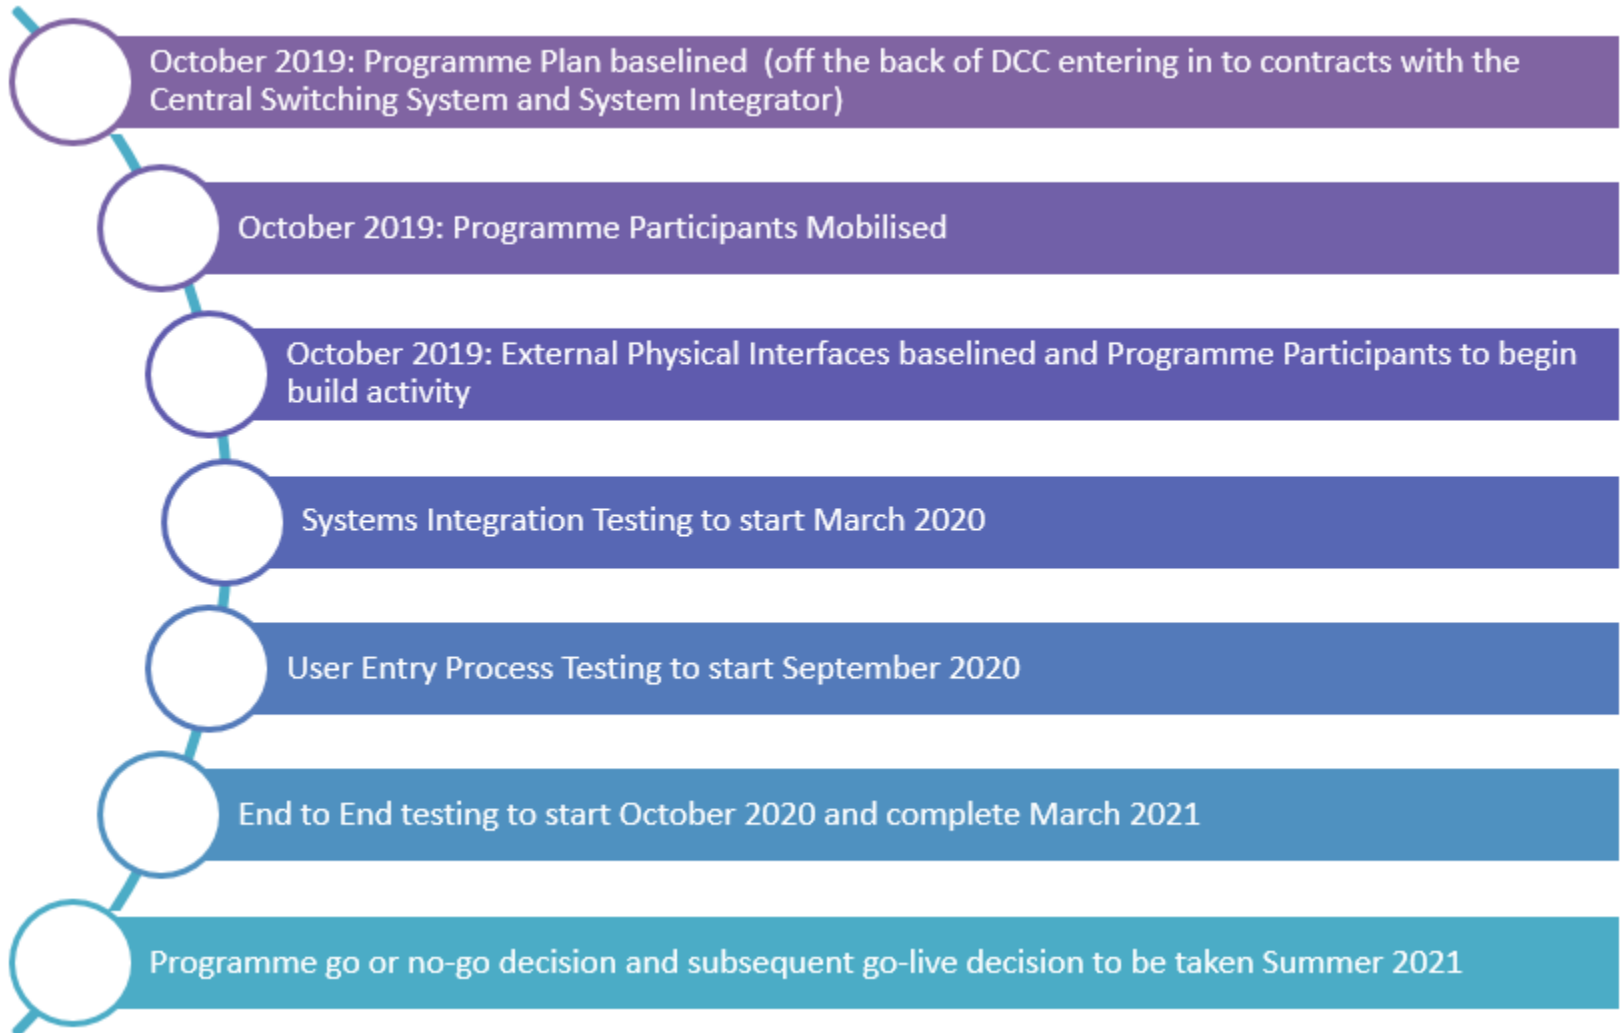 October 2019: Programme Plan baselined  (off the back of DCC entering in to contracts with the
Central Switching System and System Integrator)
October 2019: Programme Participants Mobilised
October 2019: External Physical Interfaces baselined and Programme Participants to begin
build activity
Systems Integration Testing to start March 2020
User Entry Process Testing to start September 2020
End to End testing to start October 2020 and complete March 2021
Programme go or no-go decision and subsequent go-live decision to be taken Summer 2021